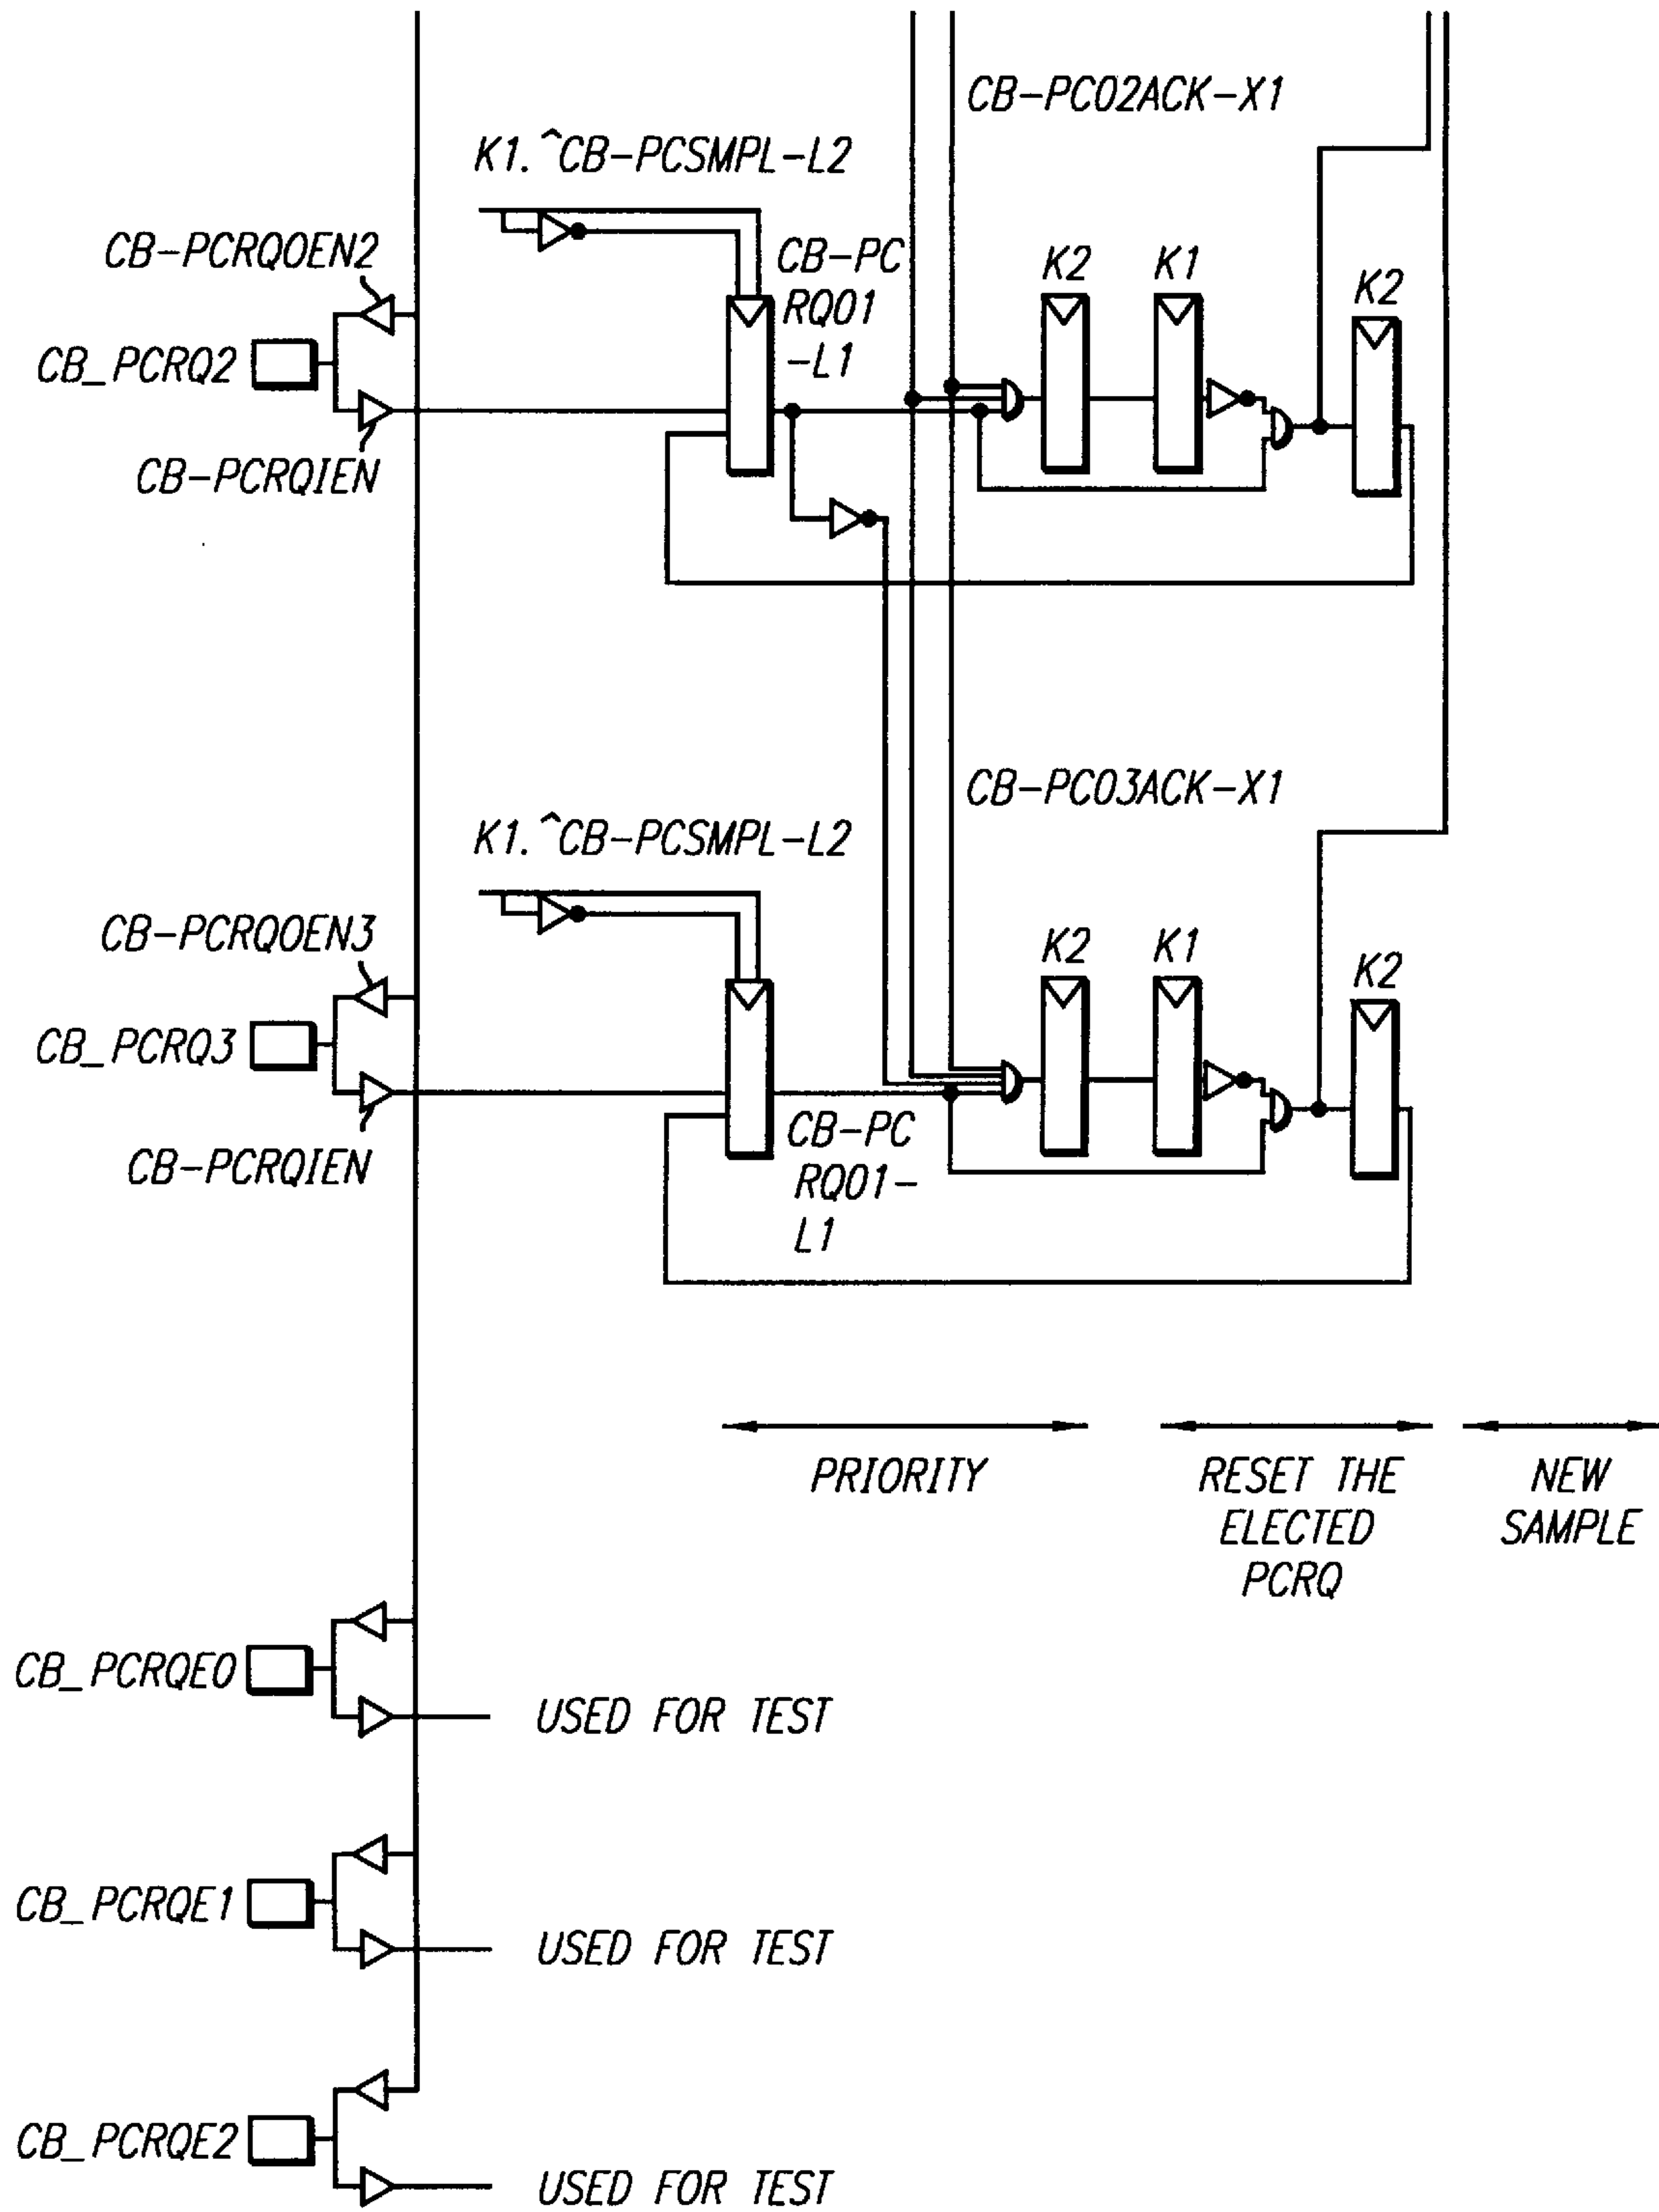 CB-PC02ACK-X1
K1.^CB-PCSMPL-L2
CB-PCRQOEN2
CB-PC
RQ01
-L1
K2
K1
K2
CB_PCRQ2
CB-PCRQIEN
CB-PC03ACK-X1
K1.^CB-PCSMPL-L2
CB-PCRQOEN3
K2
K1
K2
CB_PCRQ3
CB-PC
RQ01-
L1
CB-PCRQIEN
PRIORITY
RESET THE
ELECTED
PCRQ
NEW
SAMPLE
CB_PCRQE0
USED FOR TEST
CB_PCRQE1
USED FOR TEST
CB_PCRQE2
USED FOR TEST